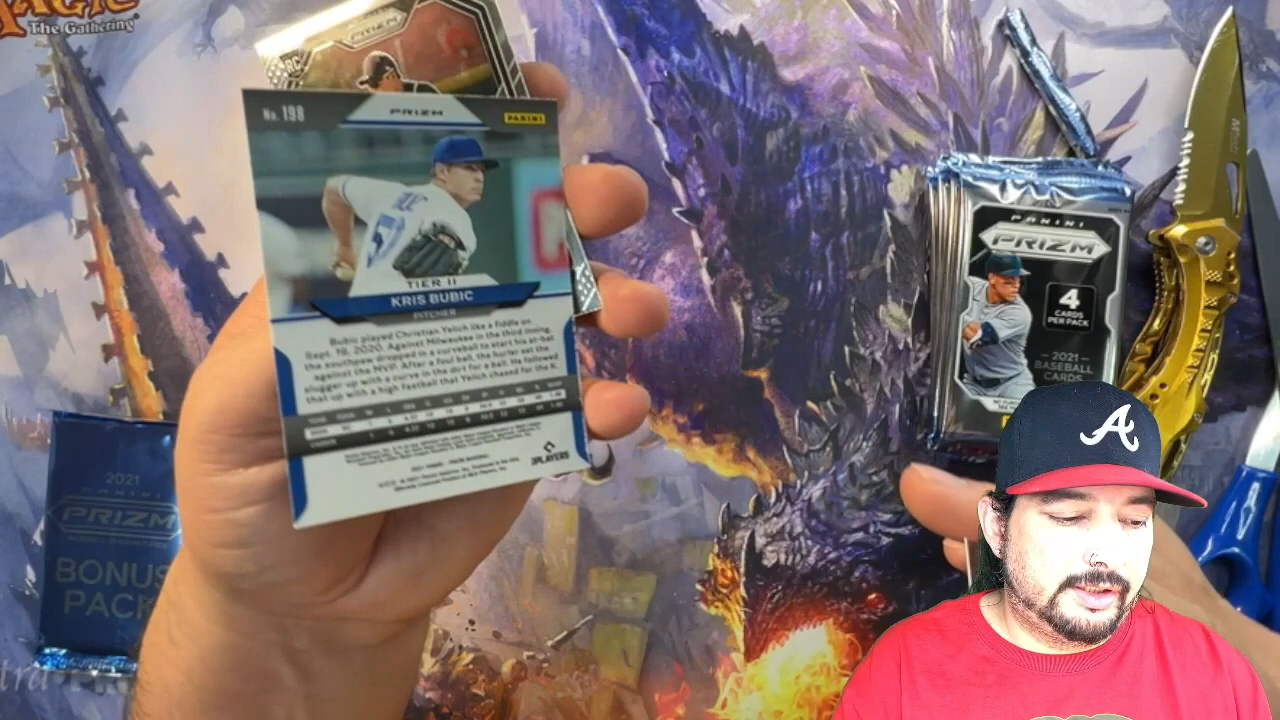 The Gathering
RC
PRIZM
No. 198
PRIZM
PANINI
TIER II
KRIS BUBIC
PITCHER
Bubic played Christian Yelich like a fiddle on
Sept. 18, 2020. Against Milwaukee in the third inning,
the southpaw dropped in a curveball to start his at-bat
against the MVP. After a foul ball, the hurler set the
slugger up with a curve in the dirt for a ball. He followed
that up with a high fastball that Yelich chased for the K.
PLAYERS
PANINI
PRIZM
4
CARDS
PER PACK
2021
BASEBALL
CARDS
2021
PANINI
PRIZM
BONUS
PACK
A